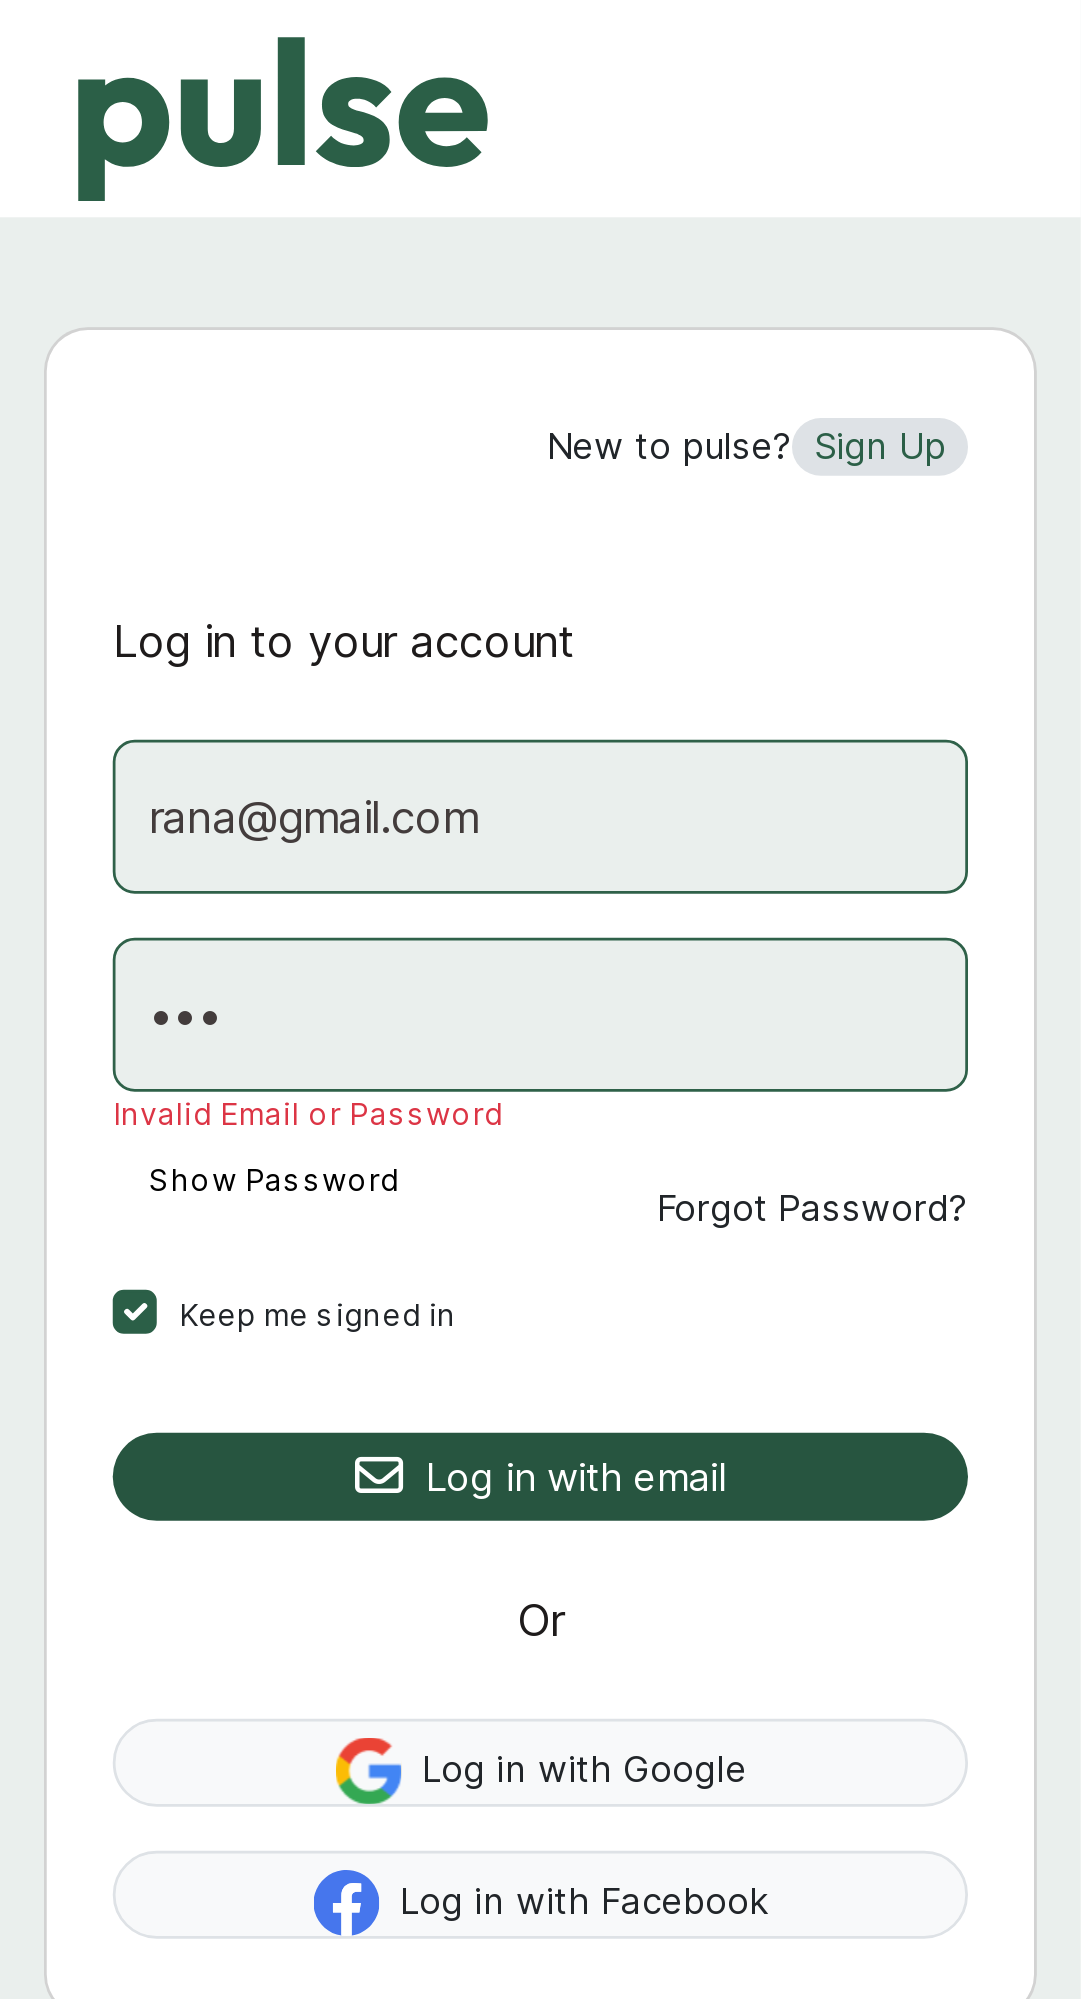 pulse
New to pulse? Sign Up
Log in to your account
rana@gmail.com
•••
Invalid Email or Password
Show Password
Forgot Password?
Keep me signed in
Log in with email
Or
Log in with Google
Log in with Facebook